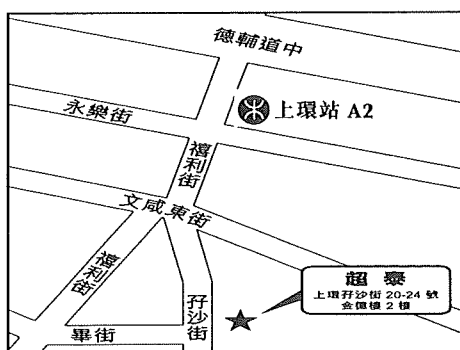 德輔道中
上環站 A2
永樂街
禧利街
文咸東街
禧利街
孖沙街
畢街
超泰
上環孖沙街 20-24 號
金德樓 2 樓